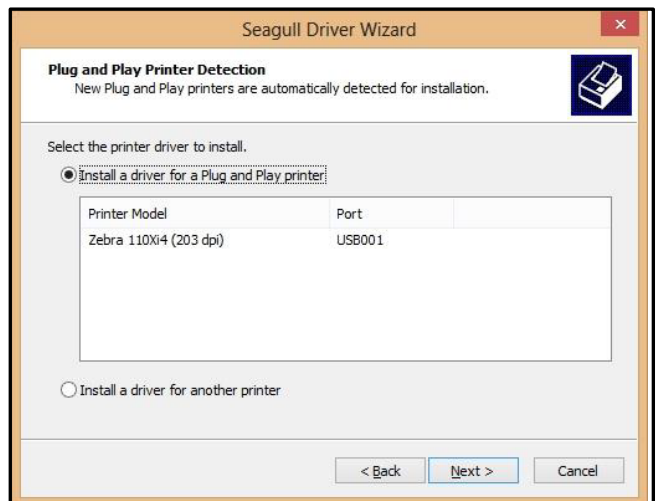 Seagull Driver Wizard
Plug and Play Printer Detection
New Plug and Play printers are automatically detected for installation.
Select the printer driver to install.
Install a driver for a Plug and Play printer
Printer Model Port
Zebra 110Xi4 (203 dpi) USB001
Install a driver for another printer
< Back Next > Cancel